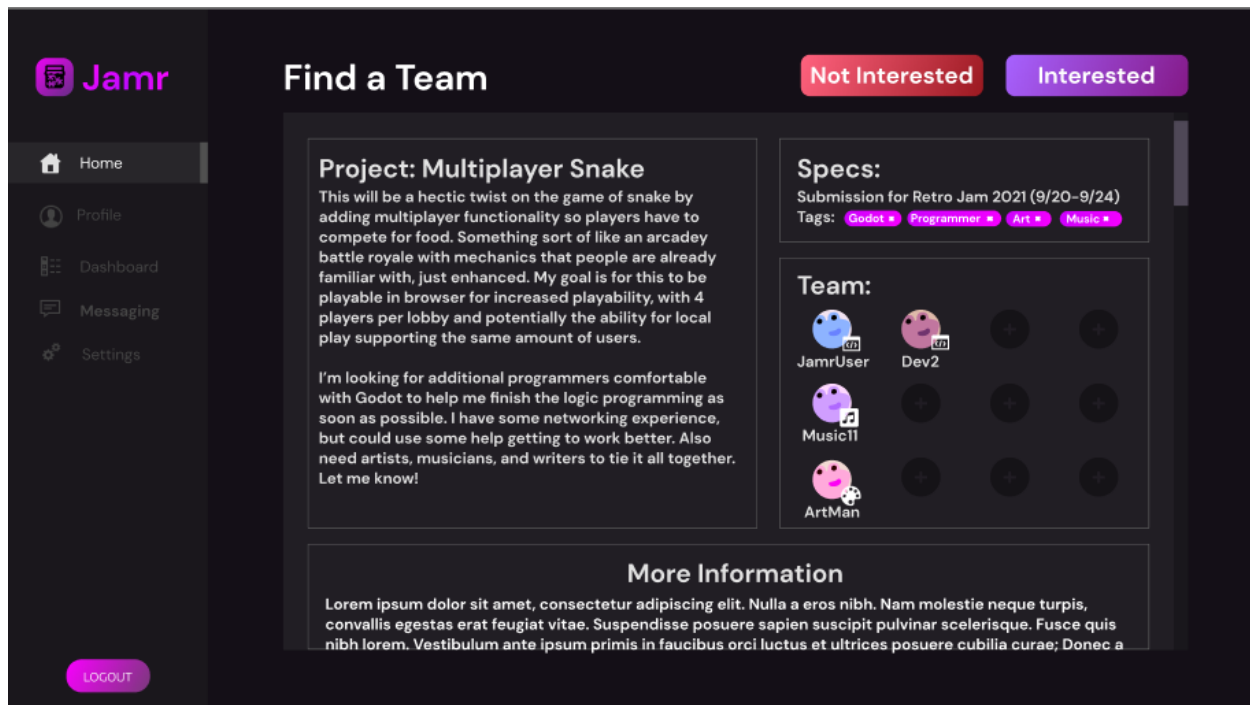 Jamr
Home
Profile
Dashboard
Messaging
Settings
LOGOUT
Find a Team
Not Interested
Interested
Project: Multiplayer Snake
This will be a hectic twist on the game of snake by
adding multiplayer functionality so players have to
compete for food. Something sort of like an arcadey
battle royale with mechanics that people are already
familiar with, just enhanced. My goal is for this to be
playable in browser for increased playability, with 4
players per lobby and potentially the ability for local
play supporting the same amount of users.
I'm looking for additional programmers comfortable
with Godot to help me finish the logic programming as
soon as possible. I have some networking experience,
but could use some help getting to work better. Also
need artists, musicians, and writers to tie it all together.
Let me know!
Specs:
Submission for Retro Jam 2021 (9/20-9/24)
Tags: Godot Programmer Art Music
Team:
JamrUser Dev2
Music11
ArtMan
More Information
Lorem ipsum dolor sit amet, consectetur adipiscing elit. Nulla a eros nibh. Nam molestie neque turpis,
convallis egestas erat feugiat vitae. Suspendisse posuere sapien suscipit pulvinar scelerisque. Fusce quis
nibh lorem. Vestibulum ante ipsum primis in faucibus orci luctus et ultrices posuere cubilia curae; Donec a